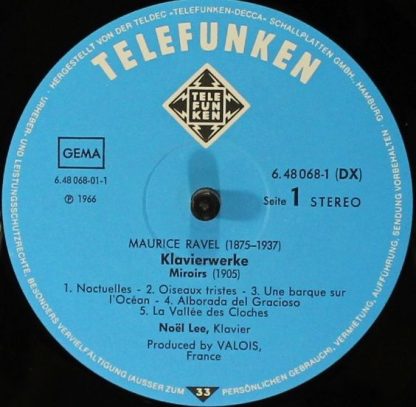 HERGESTELLT VON DER TELDEC »TELEFUNKEN-DECCA« SCHALLPLATTEN GMBH., HAMBURG
TELEFUNKEN
TELE
FUN
KEN
GEMA
6.48 068-01-1
Ⓟ 1966
6.48 068-1 (DX)
Seite 1 STEREO
MAURICE RAVEL (1875-1937)
Klavierwerke
Miroirs (1905)
1. Noctuelles - 2. Oiseaux tristes - 3. Une barque sur
l'Océan - 4. Alborada del Gracioso
5. La Vallée des Cloches
Noël Lee, Klavier
Produced by VALOIS,
France
URHEBER- UND LEISTUNGSSCHUTZRECHTE, BESONDERS VERVIELFÄLTIGUNG (AUSSER ZUM PERSÖNLICHEN GEBRAUCH), VERMIETUNG, AUFFÜHRUNG, SENDUNG VORBEHALTEN
33